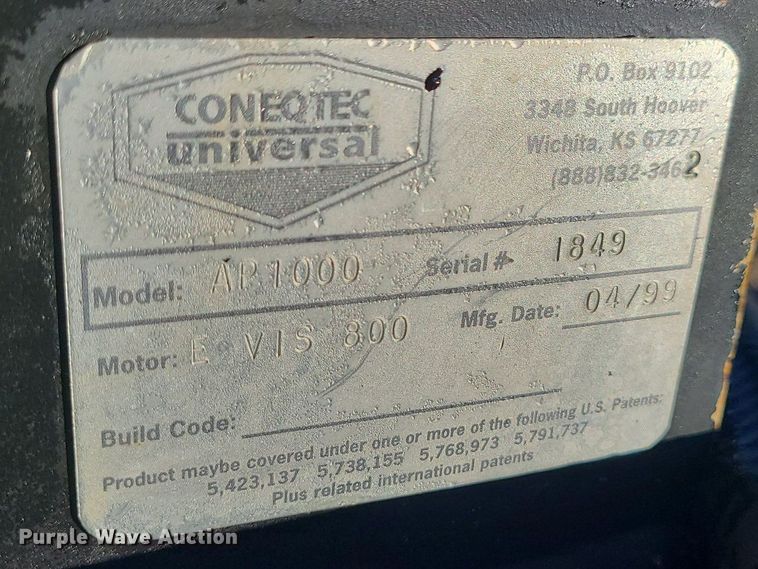 CONEQTEC
universal
P.O. Box 9102
3348 South Hoover
Wichita, KS 67277
(888)832-3462
Model: AP1000 Serial # 1849
Motor: E VIS 800 Mfg. Date: 04/99
Build Code:
Product maybe covered under one or more of the following U.S. Patents:
5,423,137 5,738,155 5,768,973 5,791,737
Plus related international patents
Purple Wave Auction